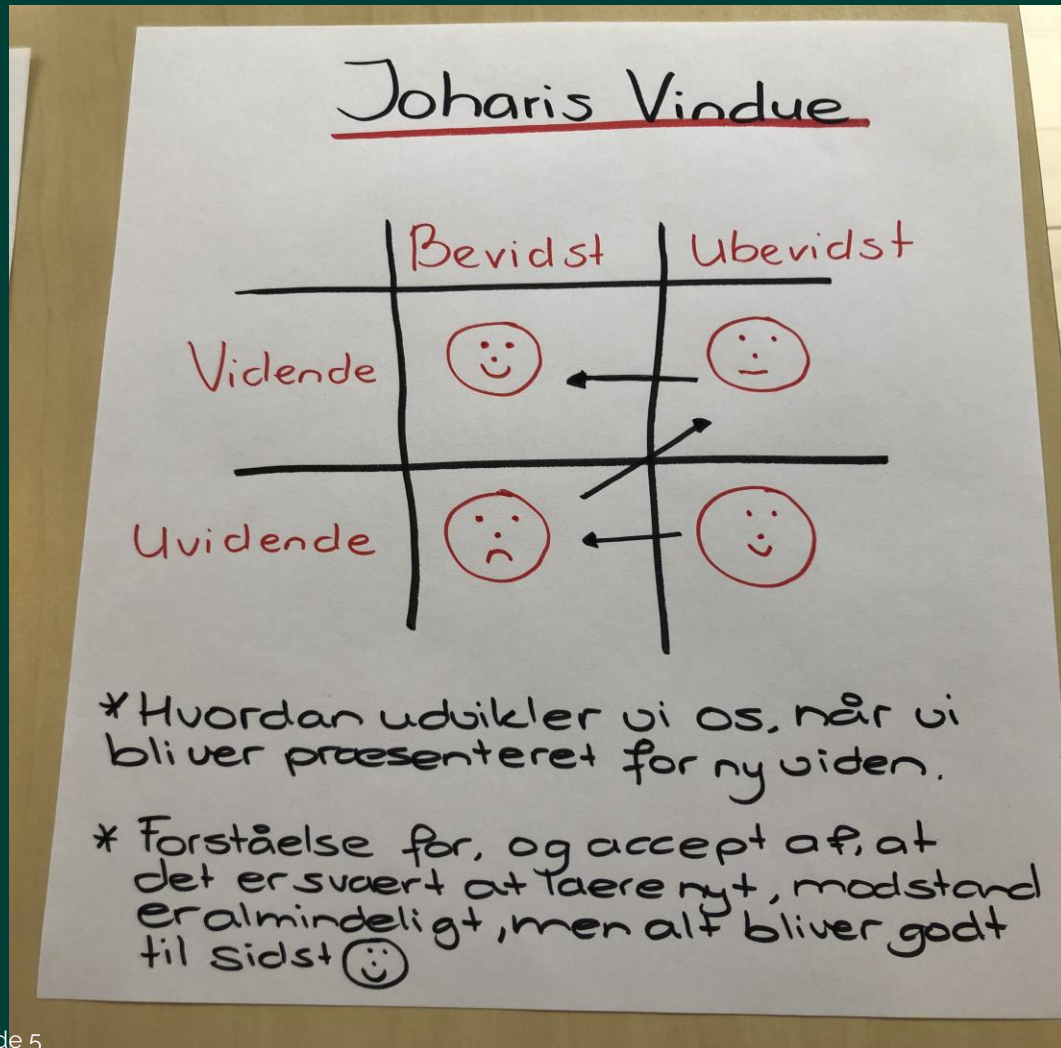 Joharis Vindue
Bevidst Ubevidst
Vidende
Uvidende
* Hvordan udvikler vi os, når vi
bliver præsenteret for ny viden.
* Forståelse for, og accept af, at
det er svært at lære nyt, modstand
er almindeligt, men alt bliver godt
til sidst
de 5